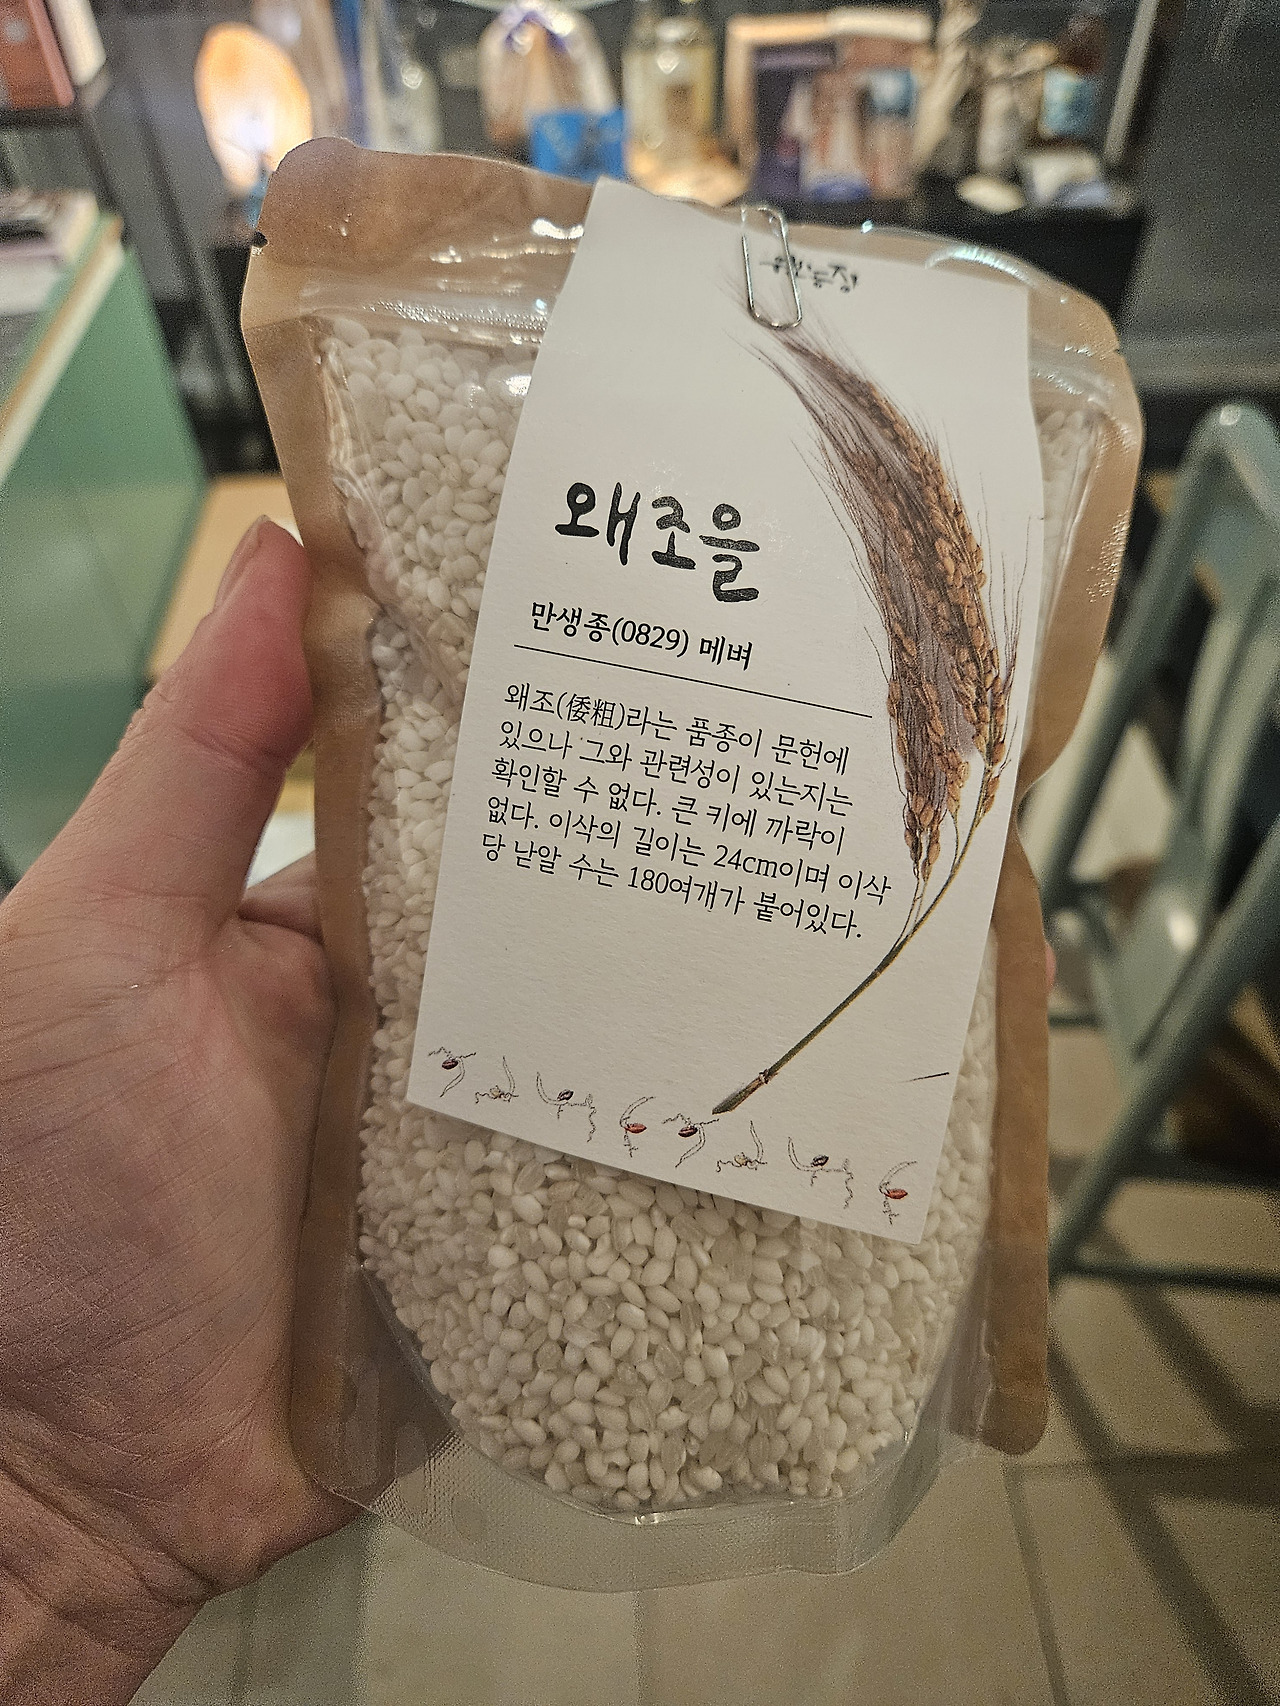 왜조을
만생종(0829) 메벼
왜조(倭粗)라는 품종이 문헌에
있으나 그와 관련성이 있는지는
확인할 수 없다. 큰 키에 까락이
없다. 이삭의 길이는 24cm이며 이삭
당 낟알 수는 180여개가 붙어있다.